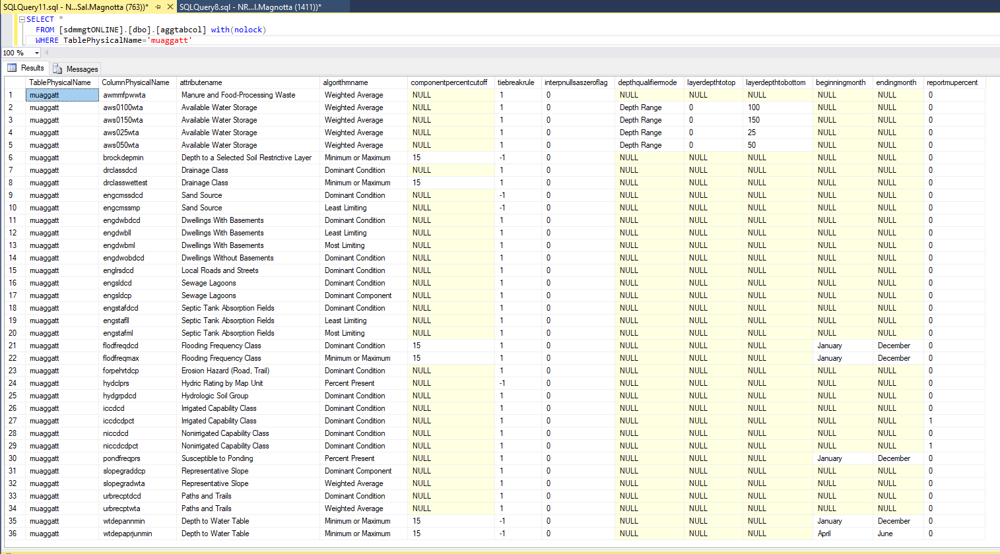 SQLQuery11.sql - N...Sal.Magnotta (763))* SQLQuery8.sql - NR...l.Magnotta (1411))*
SELECT *
FROM [sdmmgtONLINE].[dbo].[aggtabcol] with(nolock)
WHERE TablePhysicalName='muaggatt'
100 %
Results Messages
TablePhysicalName ColumnPhysicalName attributename algorithmname componentpercentcutoff tiebreakrule interpnullsaszeroflag depthqualifiermode layerdepthtotop layerdepthtobottom beginningmonth endingmonth reportmupercent
1 muaggatt awmmfpwwta Manure and Food-Processing Waste Weighted Average NULL 1 0 NULL NULL NULL NULL NULL 0
2 muaggatt aws0100wta Available Water Storage Weighted Average NULL 1 0 Depth Range 0 100 NULL NULL 0
3 muaggatt aws0150wta Available Water Storage Weighted Average NULL 1 0 Depth Range 0 150 NULL NULL 0
4 muaggatt aws025wta Available Water Storage Weighted Average NULL 1 0 Depth Range 0 25 NULL NULL 0
5 muaggatt aws050wta Available Water Storage Weighted Average NULL 1 0 Depth Range 0 50 NULL NULL 0
6 muaggatt brockdepmin Depth to a Selected Soil Restrictive Layer Minimum or Maximum 15 -1 0 NULL NULL NULL NULL NULL 0
7 muaggatt drclassdcd Drainage Class Dominant Condition NULL 1 0 NULL NULL NULL NULL NULL 0
8 muaggatt drclasswettest Drainage Class Minimum or Maximum 15 1 0 NULL NULL NULL NULL NULL 0
9 muaggatt engcmssdcd Sand Source Dominant Condition NULL -1 0 NULL NULL NULL NULL NULL 0
10 muaggatt engcmssmp Sand Source Least Limiting NULL -1 0 NULL NULL NULL NULL NULL 0
11 muaggatt engdwbdcd Dwellings With Basements Dominant Condition NULL 1 0 NULL NULL NULL NULL NULL 0
12 muaggatt engdwbll Dwellings With Basements Least Limiting NULL 1 0 NULL NULL NULL NULL NULL 0
13 muaggatt engdwbml Dwellings With Basements Most Limiting NULL 1 0 NULL NULL NULL NULL NULL 0
14 muaggatt engdwobdcd Dwellings Without Basements Dominant Condition NULL 1 0 NULL NULL NULL NULL NULL 0
15 muaggatt englrsdcd Local Roads and Streets Dominant Condition NULL 1 0 NULL NULL NULL NULL NULL 0
16 muaggatt engsldcd Sewage Lagoons Dominant Condition NULL 1 0 NULL NULL NULL NULL NULL 0
17 muaggatt engsldcp Sewage Lagoons Dominant Component NULL 1 0 NULL NULL NULL NULL NULL 0
18 muaggatt engstafdcd Septic Tank Absorption Fields Dominant Condition NULL 1 0 NULL NULL NULL NULL NULL 0
19 muaggatt engstafll Septic Tank Absorption Fields Least Limiting NULL 1 0 NULL NULL NULL NULL NULL 0
20 muaggatt engstafml Septic Tank Absorption Fields Most Limiting NULL 1 0 NULL NULL NULL NULL NULL 0
21 muaggatt flodfreqdcd Flooding Frequency Class Dominant Condition 15 1 0 NULL NULL NULL January December 0
22 muaggatt flodfreqmax Flooding Frequency Class Minimum or Maximum 15 1 0 NULL NULL NULL January December 0
23 muaggatt forpehrtdcp Erosion Hazard (Road, Trail) Dominant Condition NULL 1 0 NULL NULL NULL NULL NULL 0
24 muaggatt hydclprs Hydric Rating by Map Unit Percent Present NULL -1 0 NULL NULL NULL NULL NULL 0
25 muaggatt hydgrpdcd Hydrologic Soil Group Dominant Condition NULL 1 0 NULL NULL NULL NULL NULL 0
26 muaggatt iccdcd Irrigated Capability Class Dominant Condition NULL 1 0 NULL NULL NULL NULL NULL 0
27 muaggatt iccdcdpct Irrigated Capability Class Dominant Condition NULL 1 0 NULL NULL NULL NULL NULL 1
28 muaggatt niccdcd Nonirrigated Capability Class Dominant Condition NULL 1 0 NULL NULL NULL NULL NULL 0
29 muaggatt niccdcdpct Nonirrigated Capability Class Dominant Condition NULL 1 0 NULL NULL NULL NULL NULL 1
30 muaggatt pondfreqprs Susceptible to Ponding Percent Present NULL 1 0 NULL NULL NULL January December 0
31 muaggatt slopegraddcp Representative Slope Dominant Component NULL 1 0 NULL NULL NULL NULL NULL 0
32 muaggatt slopegradwta Representative Slope Weighted Average NULL 1 0 NULL NULL NULL NULL NULL 0
33 muaggatt urbrecptdcd Paths and Trails Dominant Condition NULL 1 0 NULL NULL NULL NULL NULL 0
34 muaggatt urbrecptwta Paths and Trails Weighted Average NULL 1 0 NULL NULL NULL NULL NULL 0
35 muaggatt wtdepannmin Depth to Water Table Minimum or Maximum 15 -1 0 NULL NULL NULL January December 0
36 muaggatt wtdepaprjunmin Depth to Water Table Minimum or Maximum 15 -1 0 NULL NULL NULL April June 0